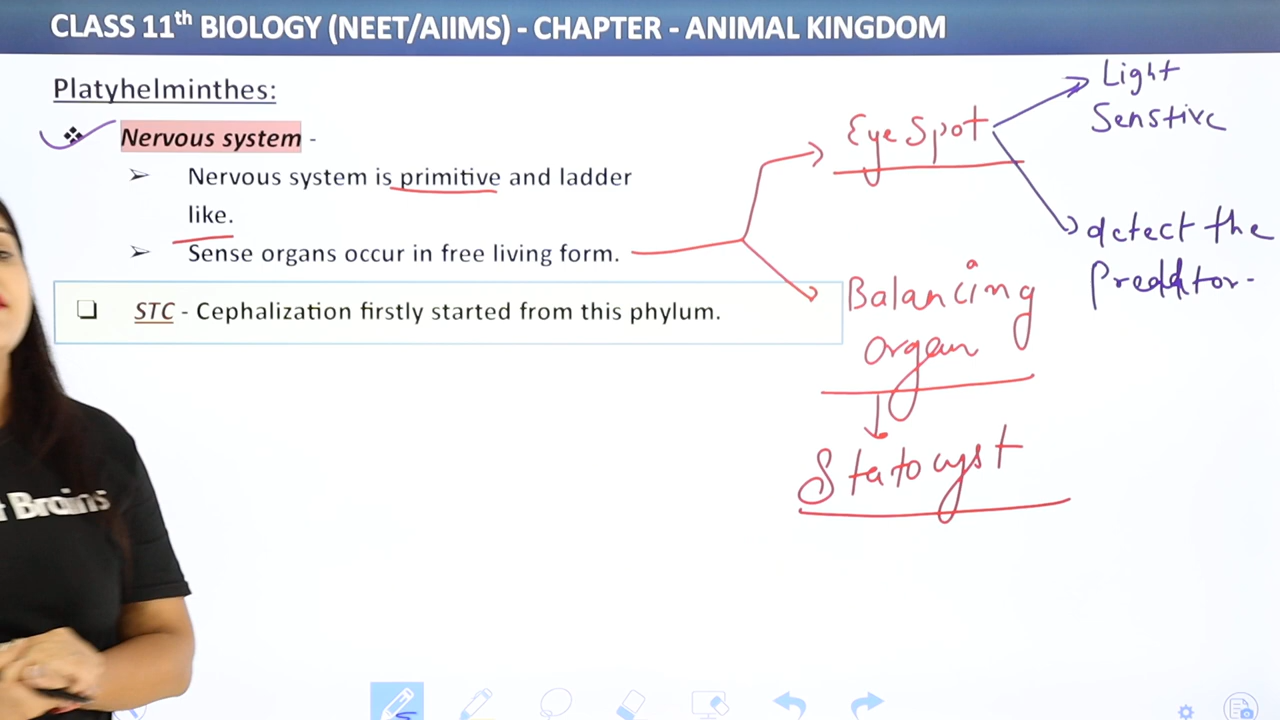 CLASS 11th BIOLOGY (NEET/AIIMS) - CHAPTER - ANIMAL KINGDOM
Platyhelminthes:
❖ Nervous system -
➢ Nervous system is primitive and ladder
like.
➢ Sense organs occur in free living form.
❑ STC - Cephalization firstly started from this phylum.
Eye Spot
Light
Senstive
detect the
Balancing
organ
Statocyst
Brains